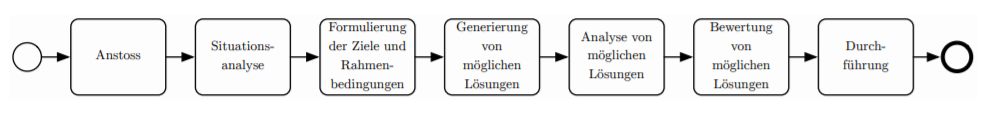 Anstoss
Situations-
analyse
Formulierung
der Ziele und
Rahmen-
bedingungen
Generierung
von
möglichen
Lösungen
Analyse von
möglichen
Lösungen
Bewertung
von
möglichen
Lösungen
Durch-
führung